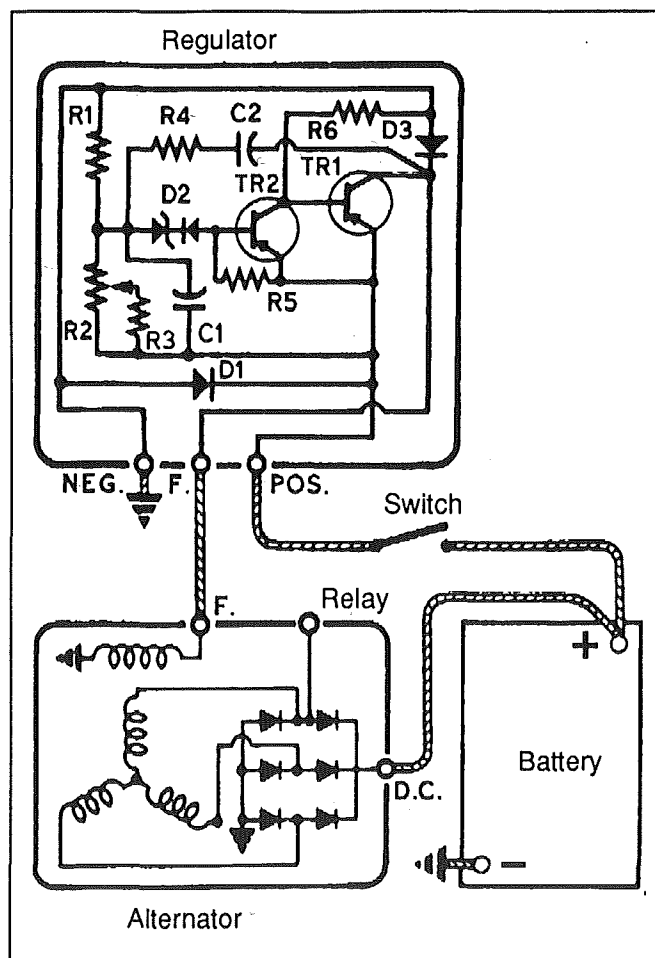 Regulator
R1
R4
C2
R6
D3
TR1
TR2
D2
R5
R2
R3
C1
D1
NEG.
F.
POS.
Switch
F.
Relay
+
Battery
D.C.
-
Alternator